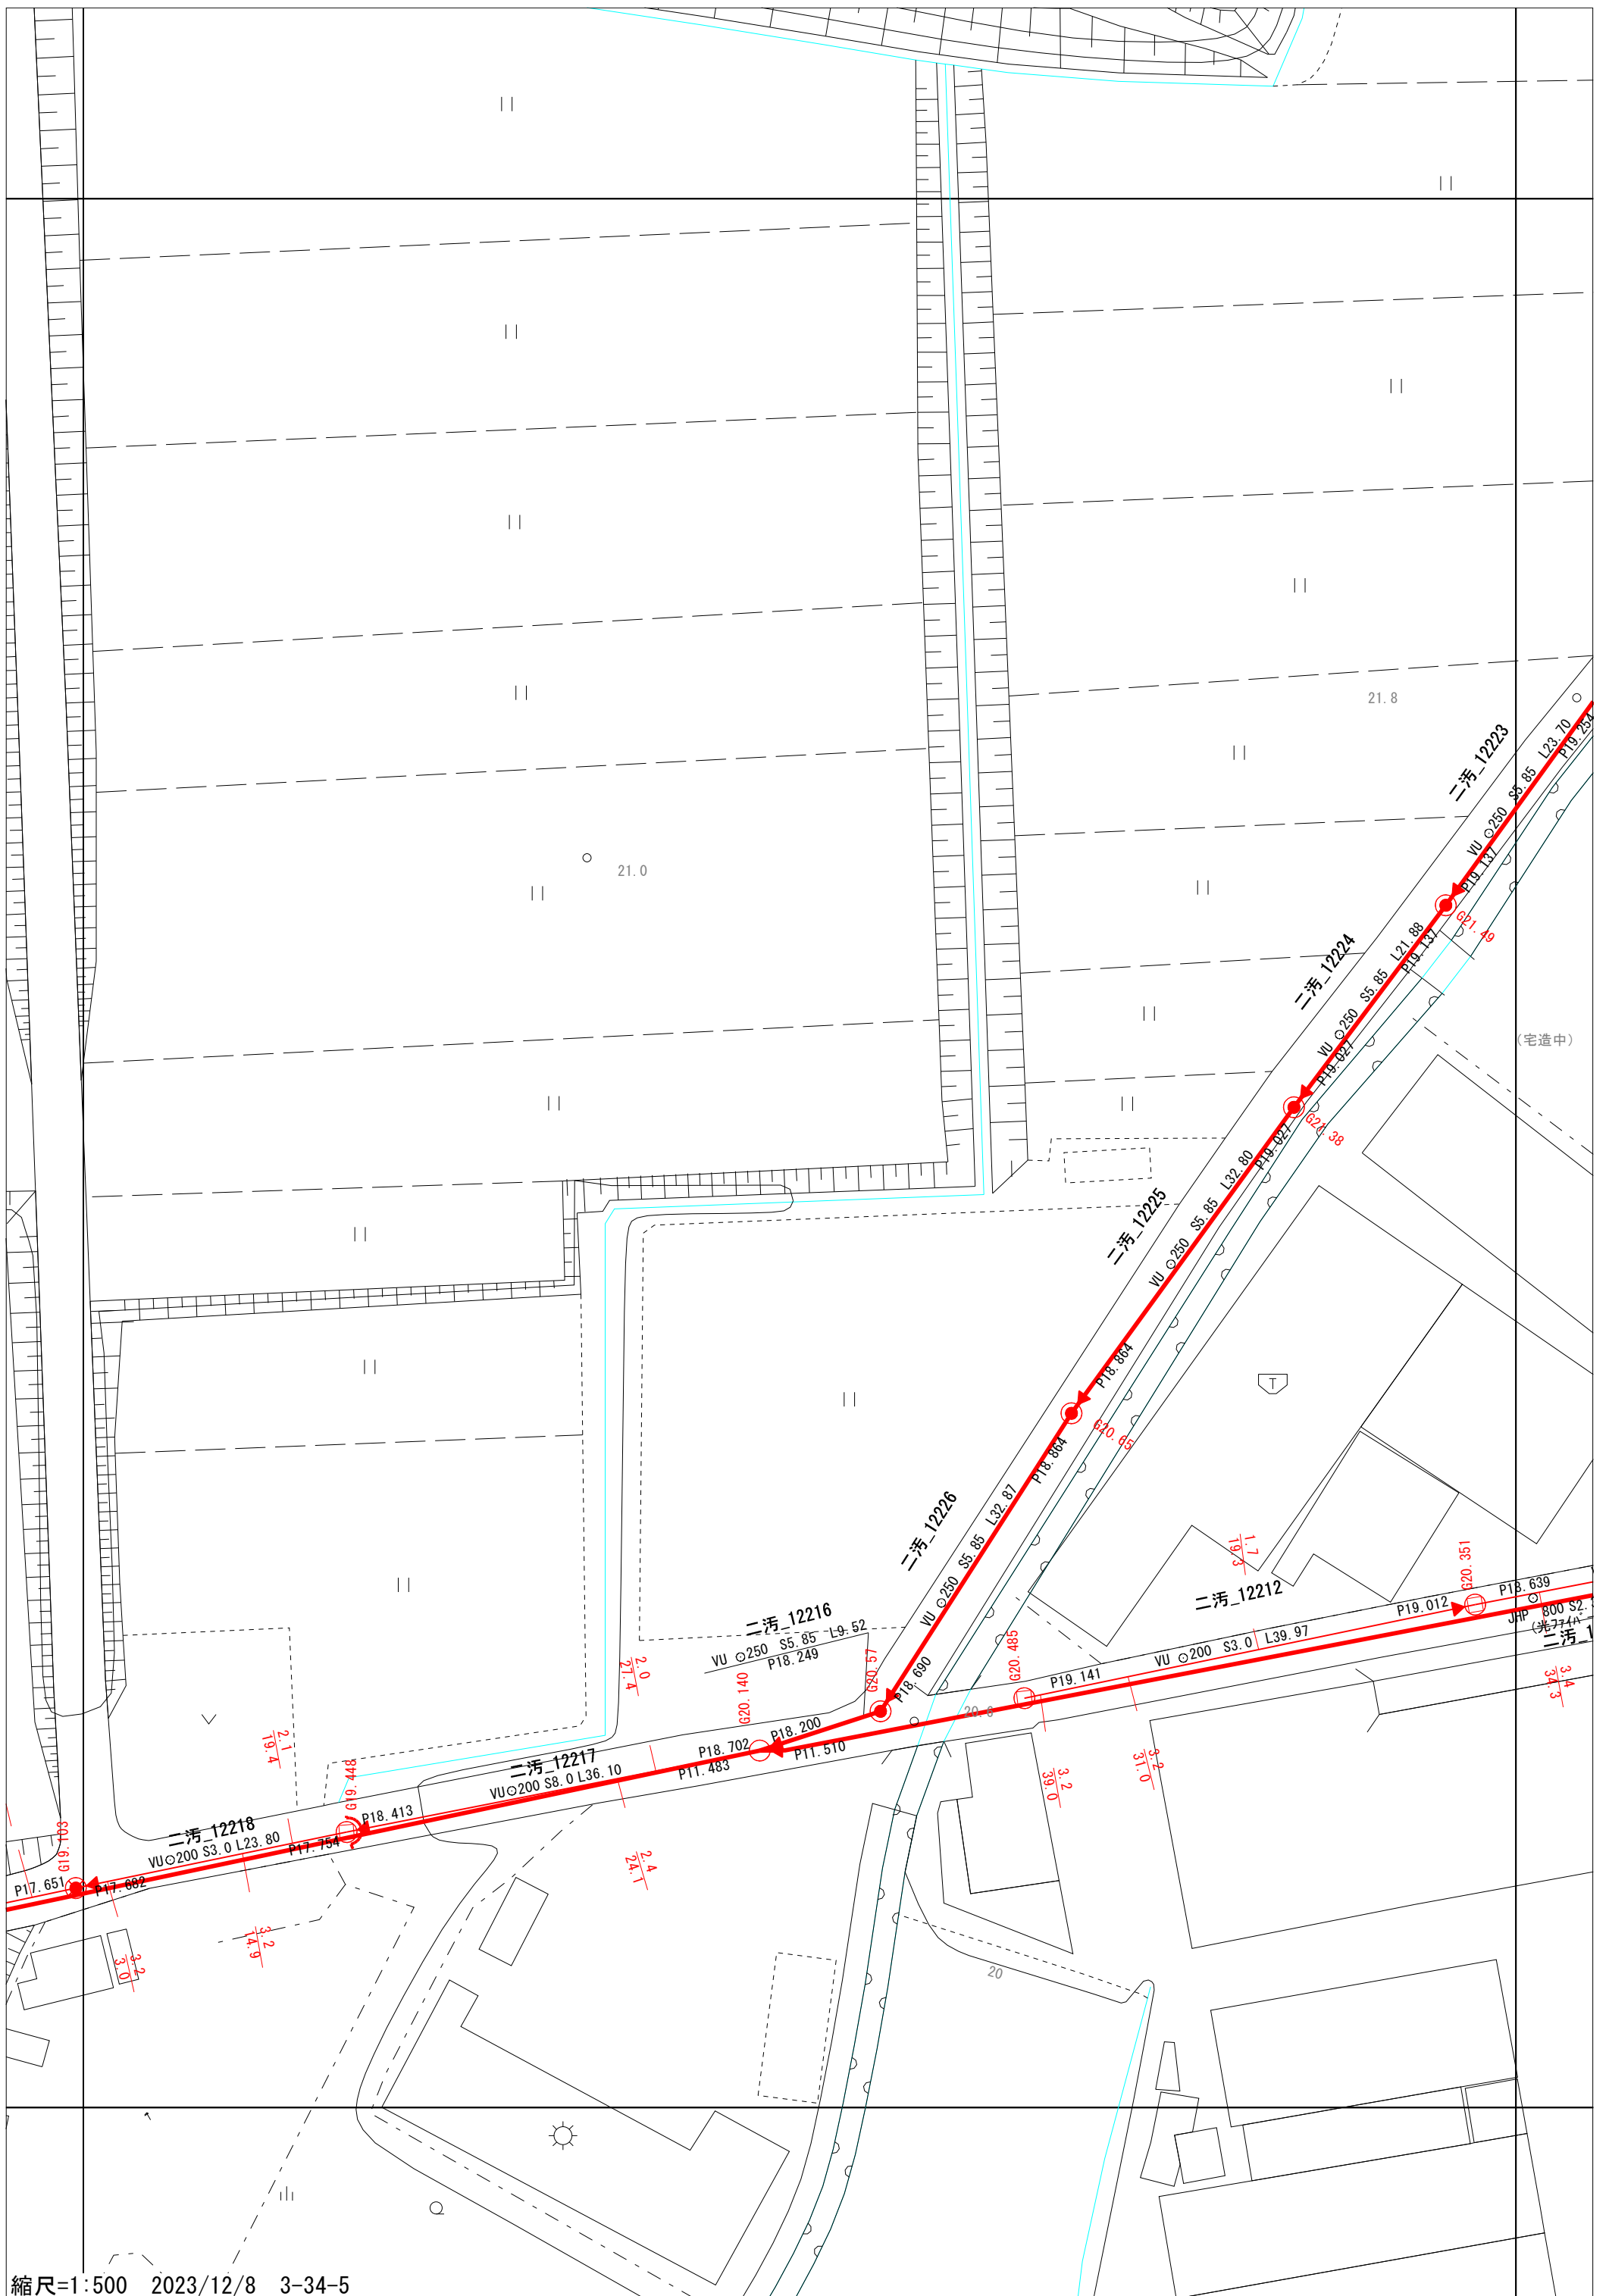 21.8
二汚_12223
VU ⊙250 S5.85 L23.70
P19.254
P19.137
G21.49
21.0
二汚_12224
VU ⊙250 S5.85 L21.88
P19.137
P19.027
(宅造中)
G21.38
二汚_12225
VU ⊙250 S5.85 L32.80
P19.027
P18.864
T
G20.65
二汚_12226
VU ⊙250 S5.85 L32.87
P18.864
P18.690
1.7
19.3
G20.351
二汚_12212
P19.012
VU ⊙200 S3.0 L39.97
P19.141
G20.485
二汚_12216
VU ⊙250 S5.85 L9.52
P18.249
2.0
27.4
G20.140
G20.57
P18.200
P18.702
P11.510
P11.483
3.4
34.3
3.2
31.0
3.2
39.0
2.1
19.4
G19.448
二汚_12217
VU⊙200 S8.0 L36.10
P18.413
二汚_12218
VU⊙200 S3.0 L23.80
P17.754
G19.103
P17.651
P17.682
2.4
24.1
3.2
14.9
3.2
3.0
20
縮尺=1:500 2023/12/8 3-34-5